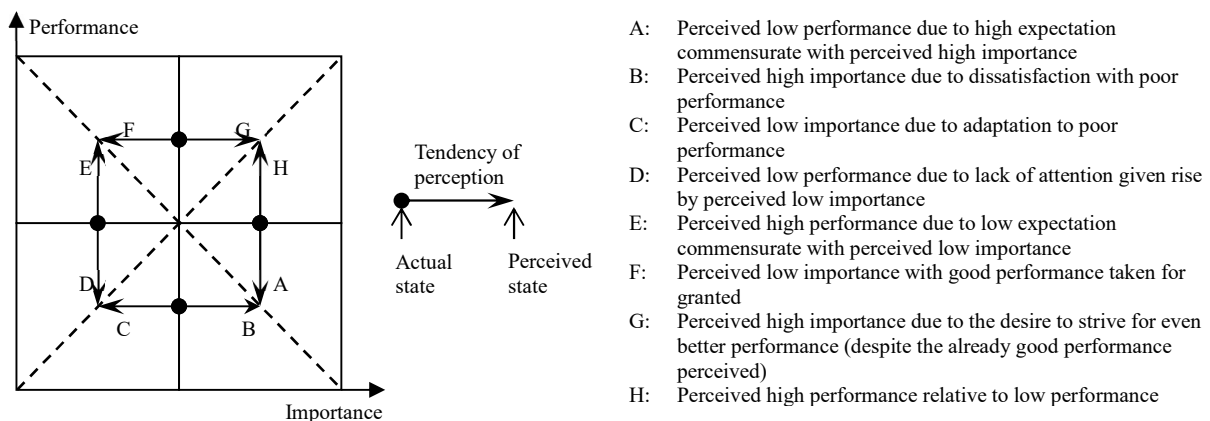 Performance
F
G
E
H
D
A
C
B
Importance
Tendency of
perception
Actual
state
Perceived
state
A: Perceived low performance due to high expectation
commensurate with perceived high importance
B: Perceived high importance due to dissatisfaction with poor
performance
C: Perceived low importance due to adaptation to poor
performance
D: Perceived low performance due to lack of attention given rise
by perceived low importance
E: Perceived high performance due to low expectation
commensurate with perceived low importance
F: Perceived low importance with good performance taken for
granted
G: Perceived high importance due to the desire to strive for even
better performance (despite the already good performance
perceived)
H: Perceived high performance relative to low performance